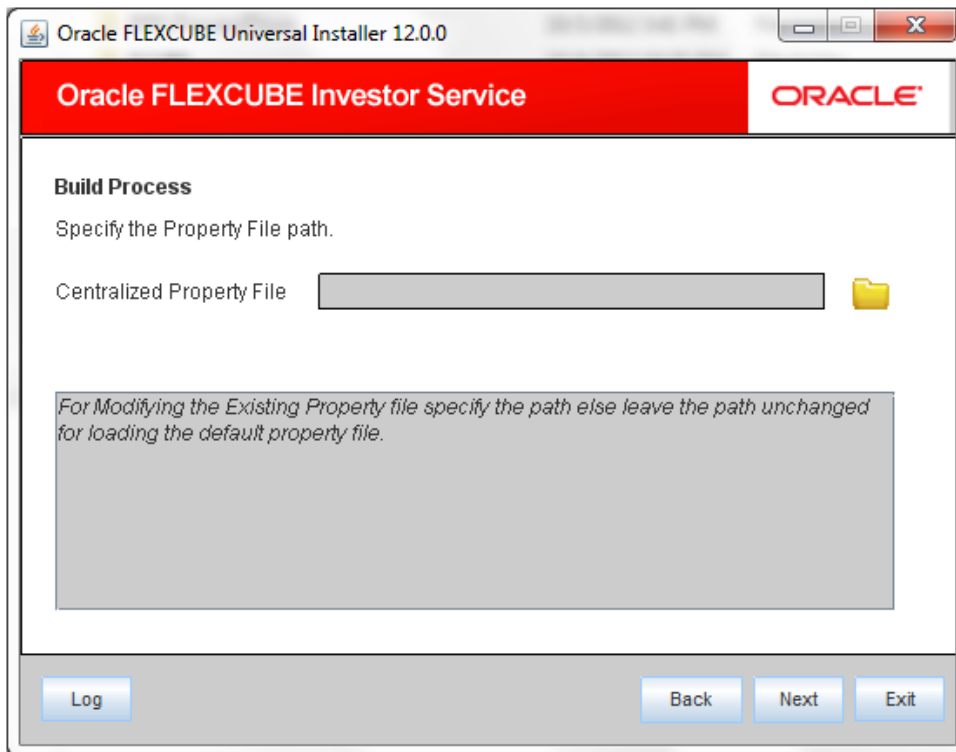 Oracle FLEXCUBE Universal Installer 12.0.0
Oracle FLEXCUBE Investor Service
ORACLE
Build Process
Specify the Property File path.
Centralized Property File
For Modifying the Existing Property file specify the path else leave the path unchanged
for loading the default property file.
Log
Back
Next
Exit